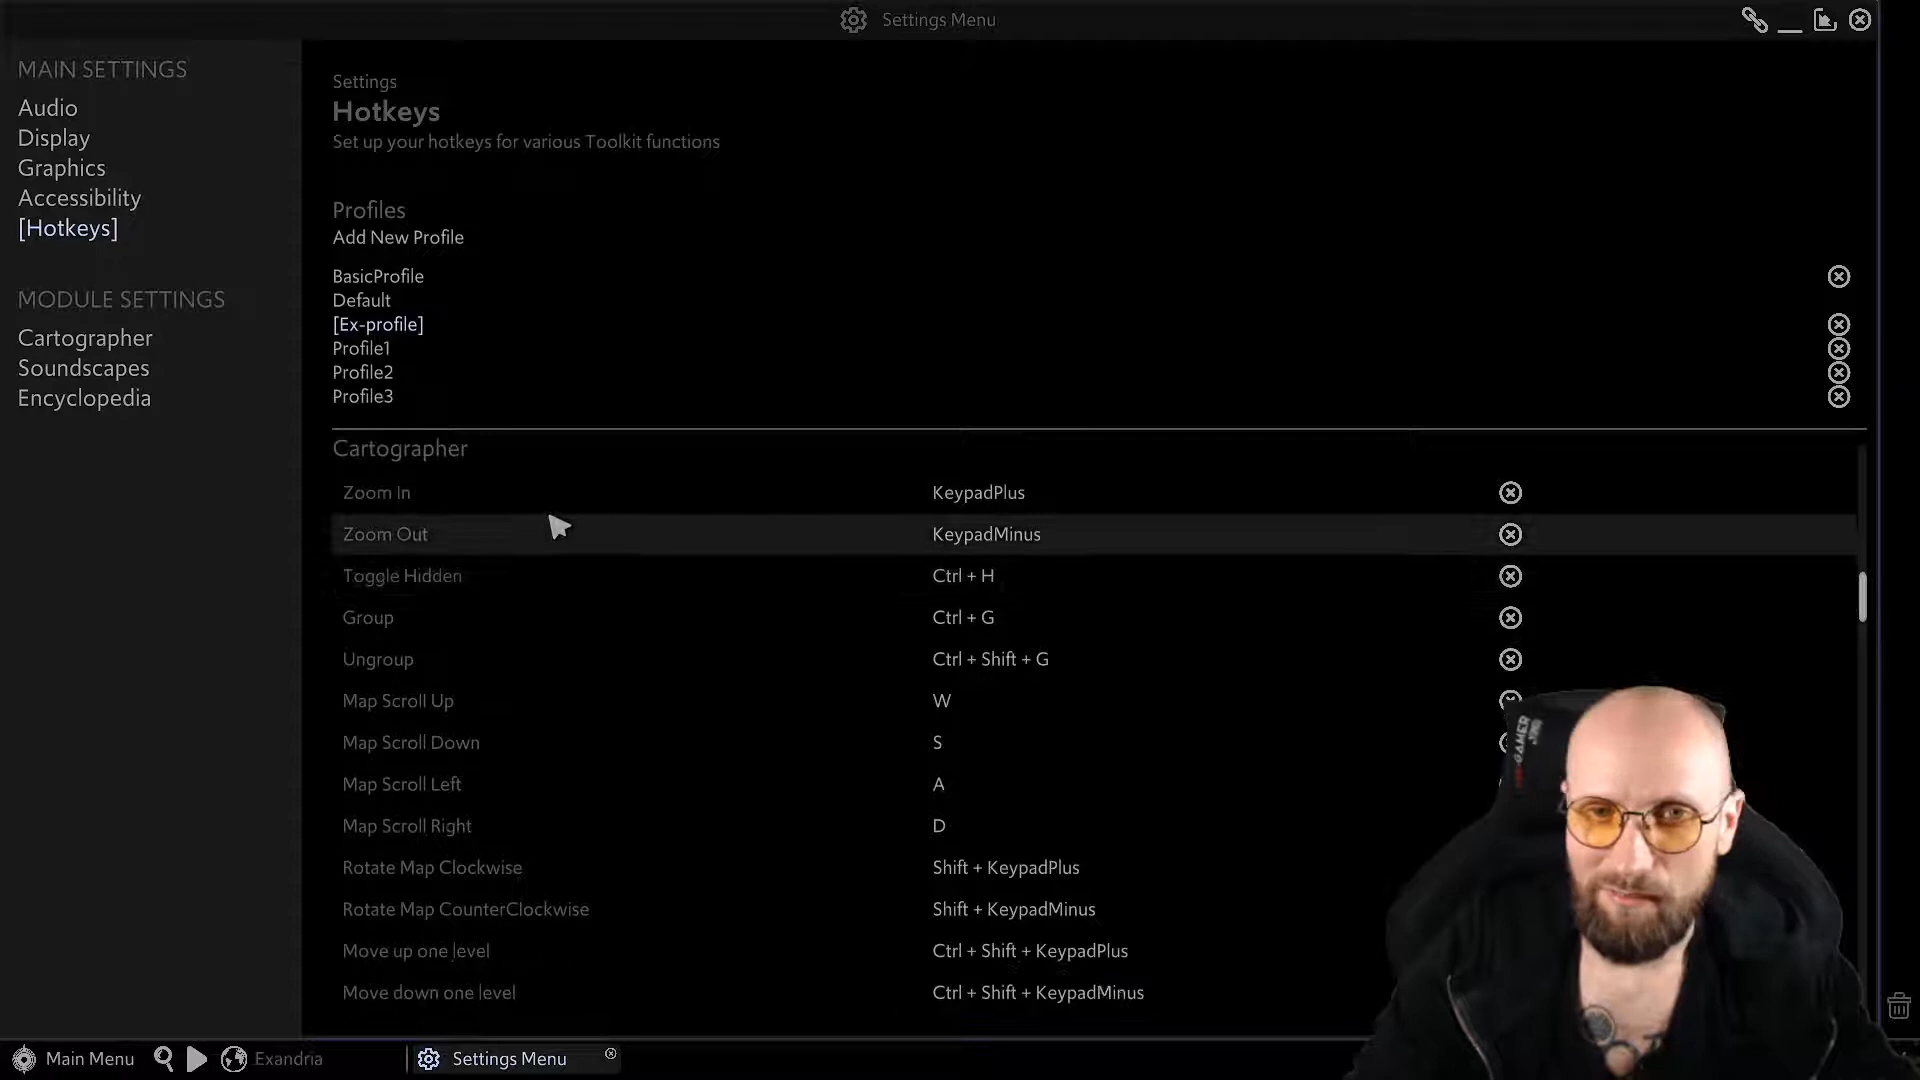 Settings Menu
MAIN SETTINGS
Audio
Display
Graphics
Accessibility
[Hotkeys]
MODULE SETTINGS
Cartographer
Soundscapes
Encyclopedia
Settings
Hotkeys
Set up your hotkeys for various Toolkit functions
Profiles
Add New Profile
BasicProfile
Default
[Ex-profile]
Profile1
Profile2
Profile3
Cartographer
Zoom In KeypadPlus
Zoom Out KeypadMinus
Toggle Hidden Ctrl + H
Group Ctrl + G
Ungroup Ctrl + Shift + G
Map Scroll Up W
Map Scroll Down S
Map Scroll Left A
Map Scroll Right D
Rotate Map Clockwise Shift + KeypadPlus
Rotate Map CounterClockwise Shift + KeypadMinus
Move up one level Ctrl + Shift + KeypadPlus
Move down one level Ctrl + Shift + KeypadMinus
GAMER
Main Menu Exandria Settings Menu